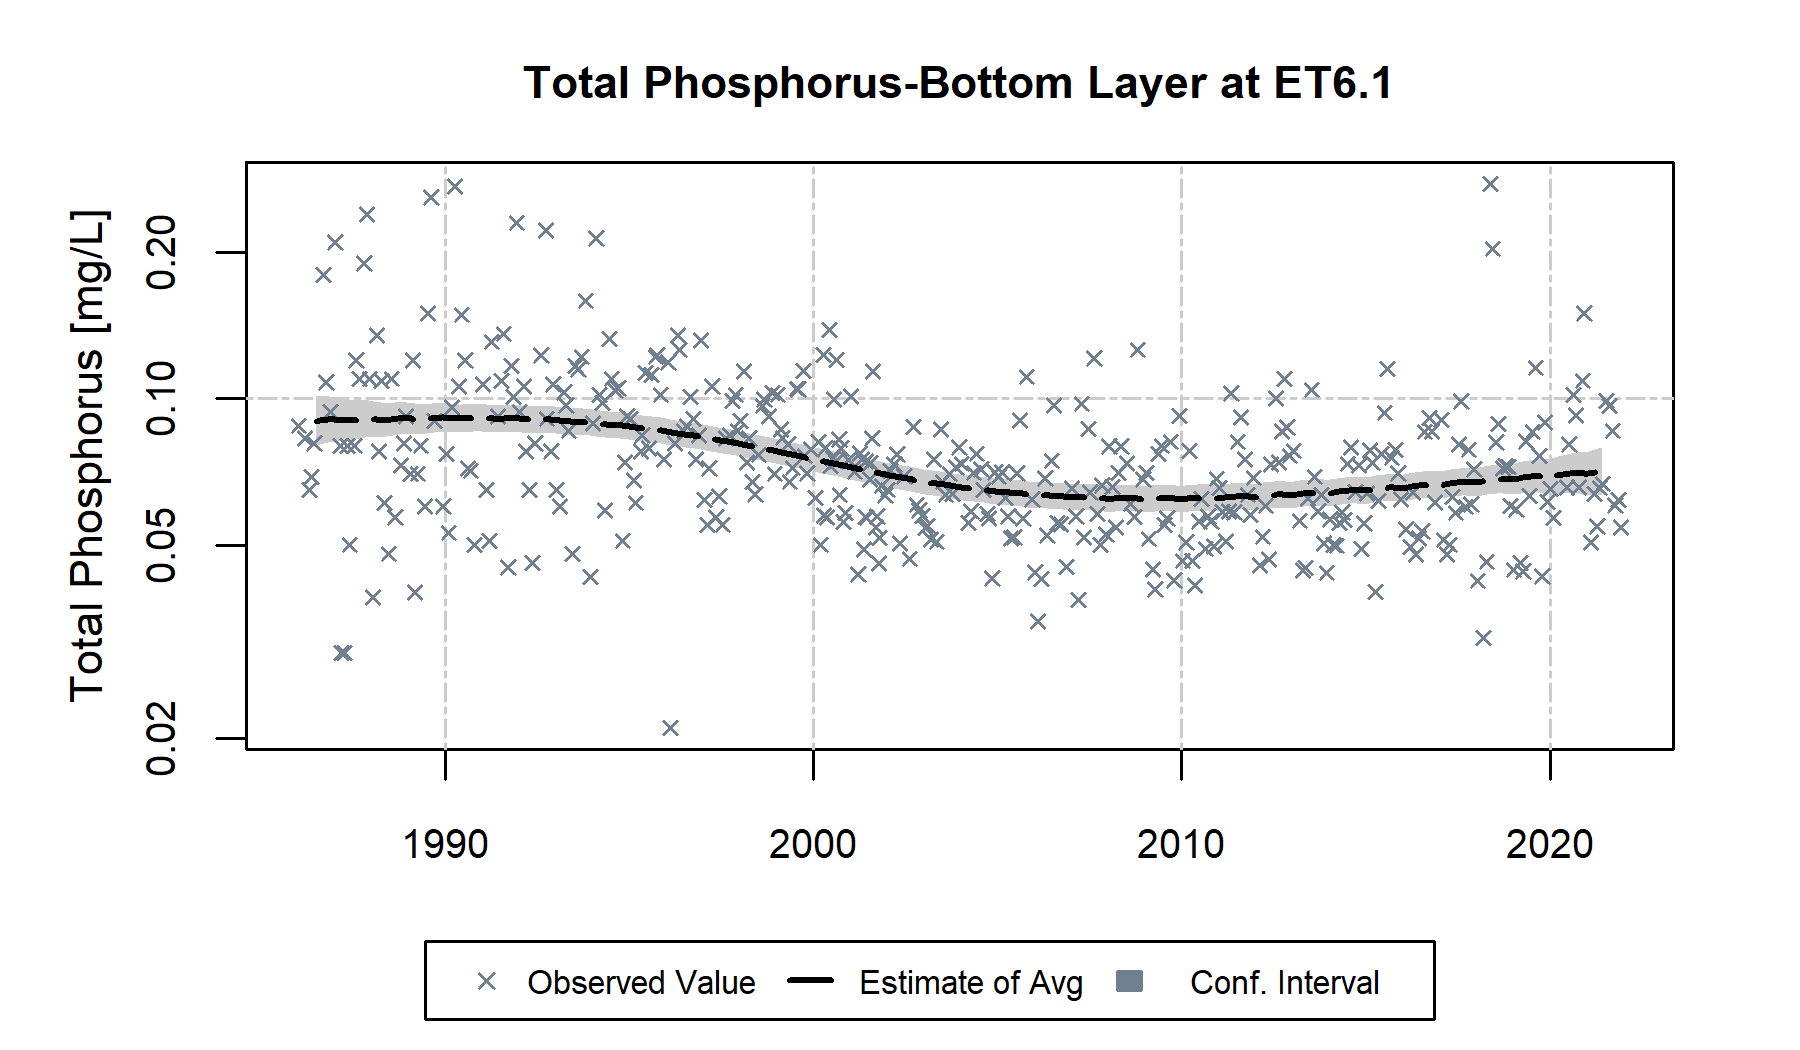 Total Phosphorus-Bottom Layer at ET6.1
Total Phosphorus [mg/L]
0.20
0.10
0.05
0.02
1990 2000 2010 2020
Observed Value Estimate of Avg Conf. Interval